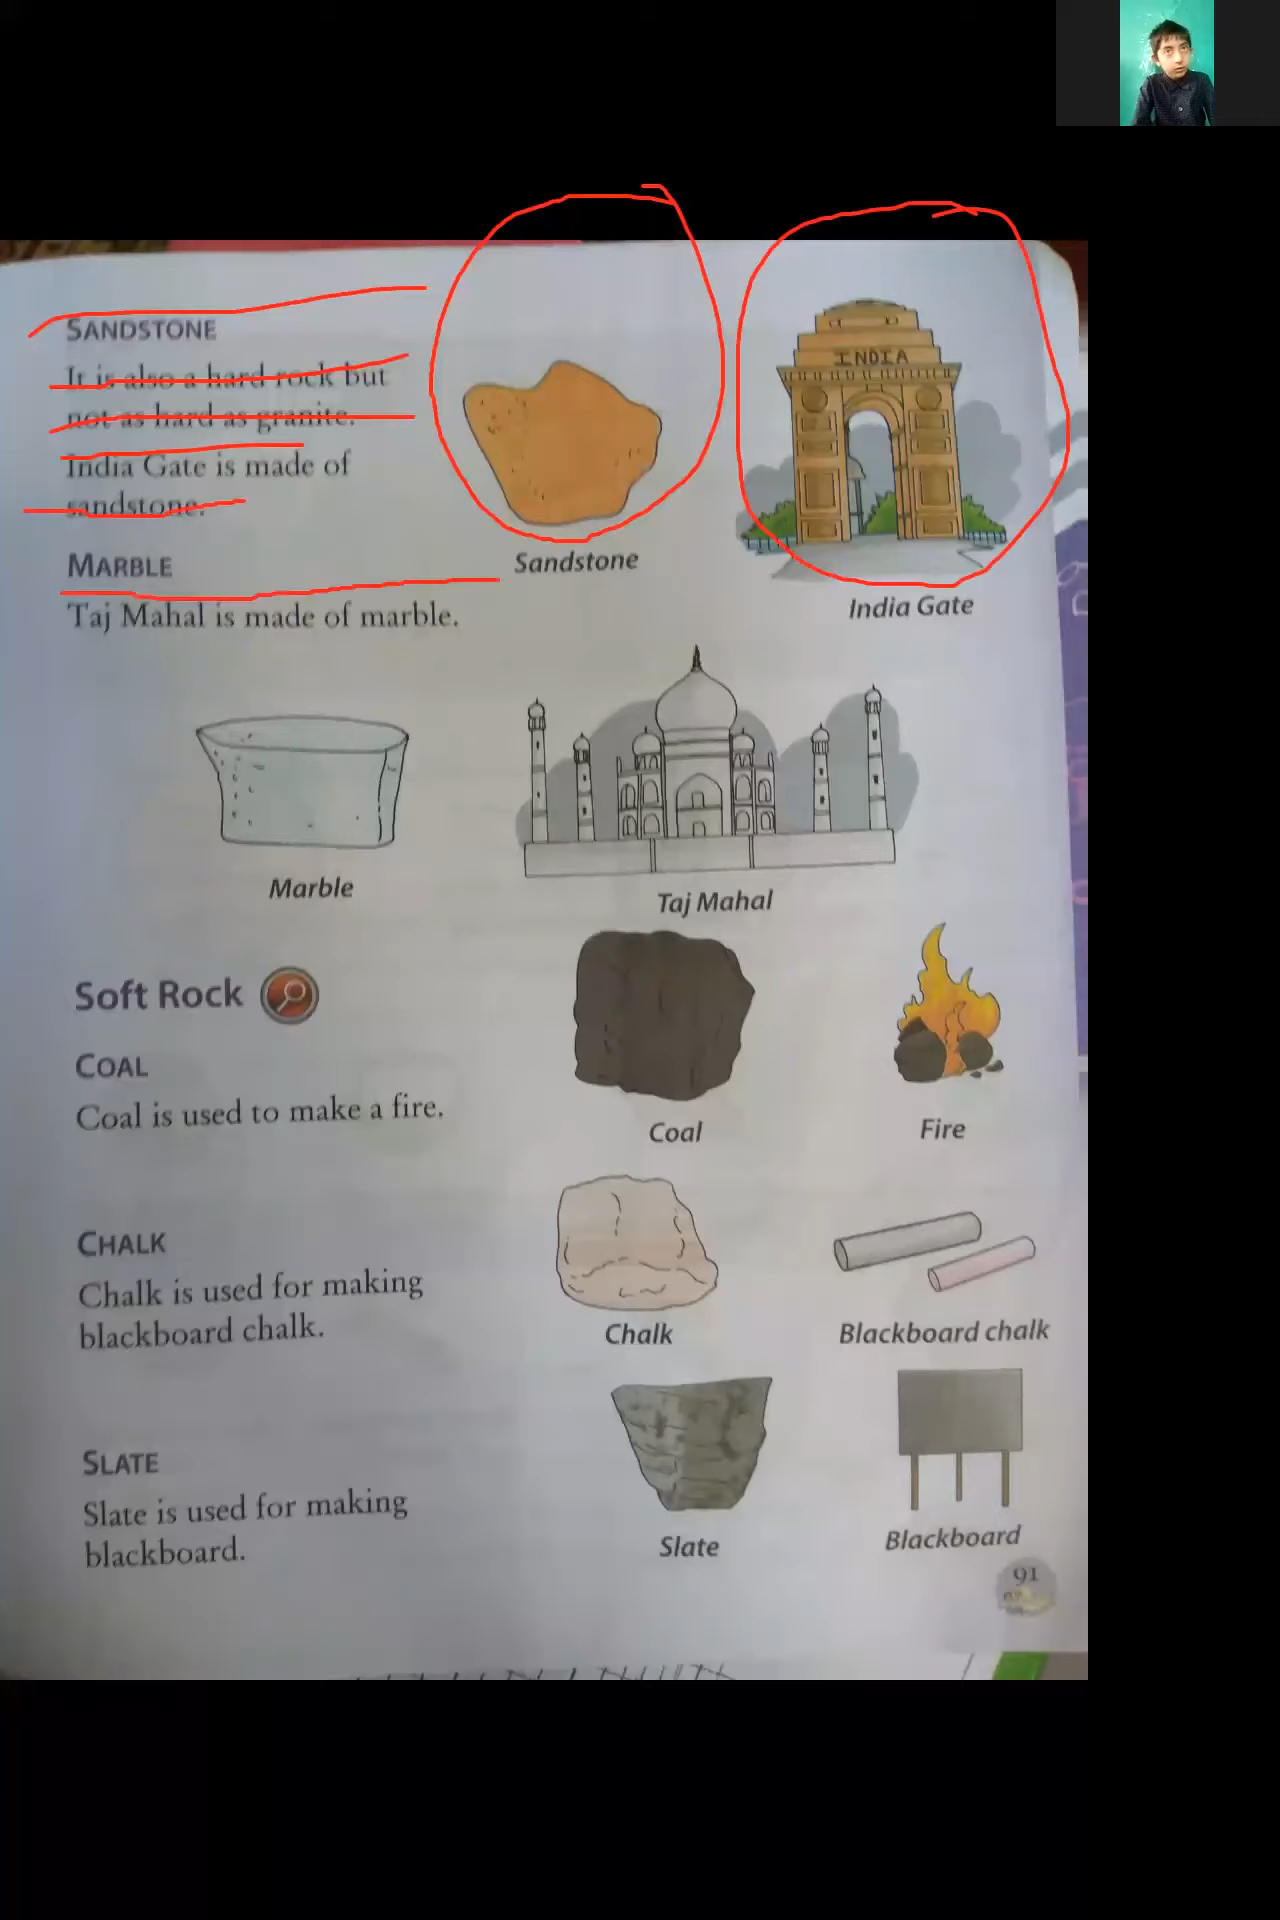 SANDSTONE
It is also a hard rock but
not as hard as granite.
India Gate is made of
sandstone.
INDIA
Sandstone
India Gate
MARBLE
Taj Mahal is made of marble.
Marble
Taj Mahal
Soft Rock
COAL
Coal is used to make a fire.
Coal
Fire
CHALK
Chalk is used for making
blackboard chalk.
Chalk
Blackboard chalk
SLATE
Slate is used for making
blackboard.
Slate
Blackboard
91